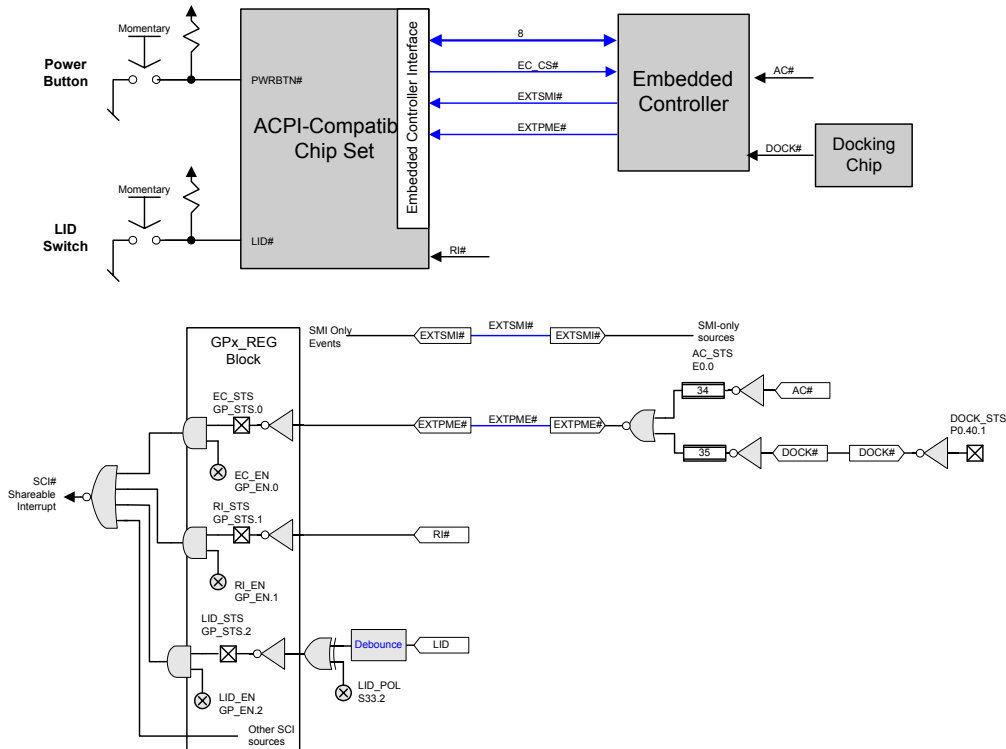 Momentary
Power
Button
PWRBTN#
ACPI-Compatib
Chip Set
Embedded Controller Interface
8
EC_CS#
EXTSMI#
EXTPME#
Embedded
Controller
AC#
DOCK#
Docking
Chip
Momentary
LID
Switch
LID#
RI#
GPx_REG
Block
SMI Only
Events
EXTSMI#
EXTSMI#
EXTSMI#
SMI-only
sources
AC_STS
E0.0
34
AC#
EC_STS
GP_STS.0
EXTPME#
EXTPME#
EXTPME#
DOCK_STS
P0.40.1
35
DOCK#
DOCK#
EC_EN
GP_EN.0
SCI#
Shareable
Interrupt
RI_STS
GP_STS.1
RI#
RI_EN
GP_EN.1
LID_STS
GP_STS.2
Debounce
LID
LID_POL
S33.2
LID_EN
GP_EN.2
Other SCI
sources